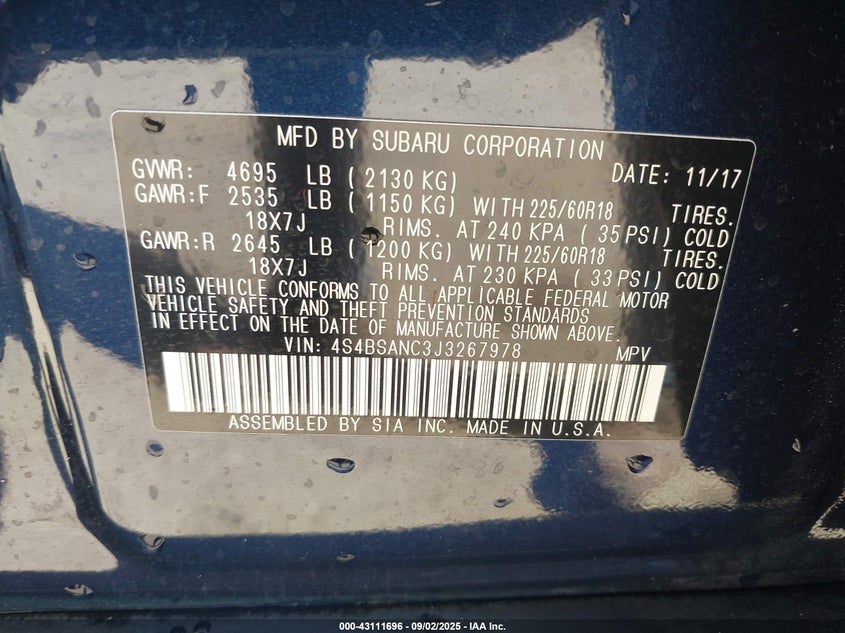 MFD BY SUBARU CORPORATION
GVWR: 4695 LB ( 2130 KG) DATE: 11/17
GAWR:F 2535 LB ( 1150 KG) WITH 225/60R18 TIRES.
18X7J RIMS. AT 240 KPA ( 35 PSI) COLD
GAWR:R 2645 LB ( 1200 KG) WITH 225/60R18 TIRES.
18X7J RIMS. AT 230 KPA ( 33 PSI) COLD
THIS VEHICLE CONFORMS TO ALL APPLICABLE FEDERAL MOTOR
VEHICLE SAFETY AND THEFT PREVENTION STANDARDS
IN EFFECT ON THE DATE OF MANUFACTURE SHOWN ABOVE.
VIN: 4S4BSANC3J3267978 MPV
ASSEMBLED BY SIA INC. MADE IN U.S.A.
000-43111696 - 09/02/2025 - IAA Inc.